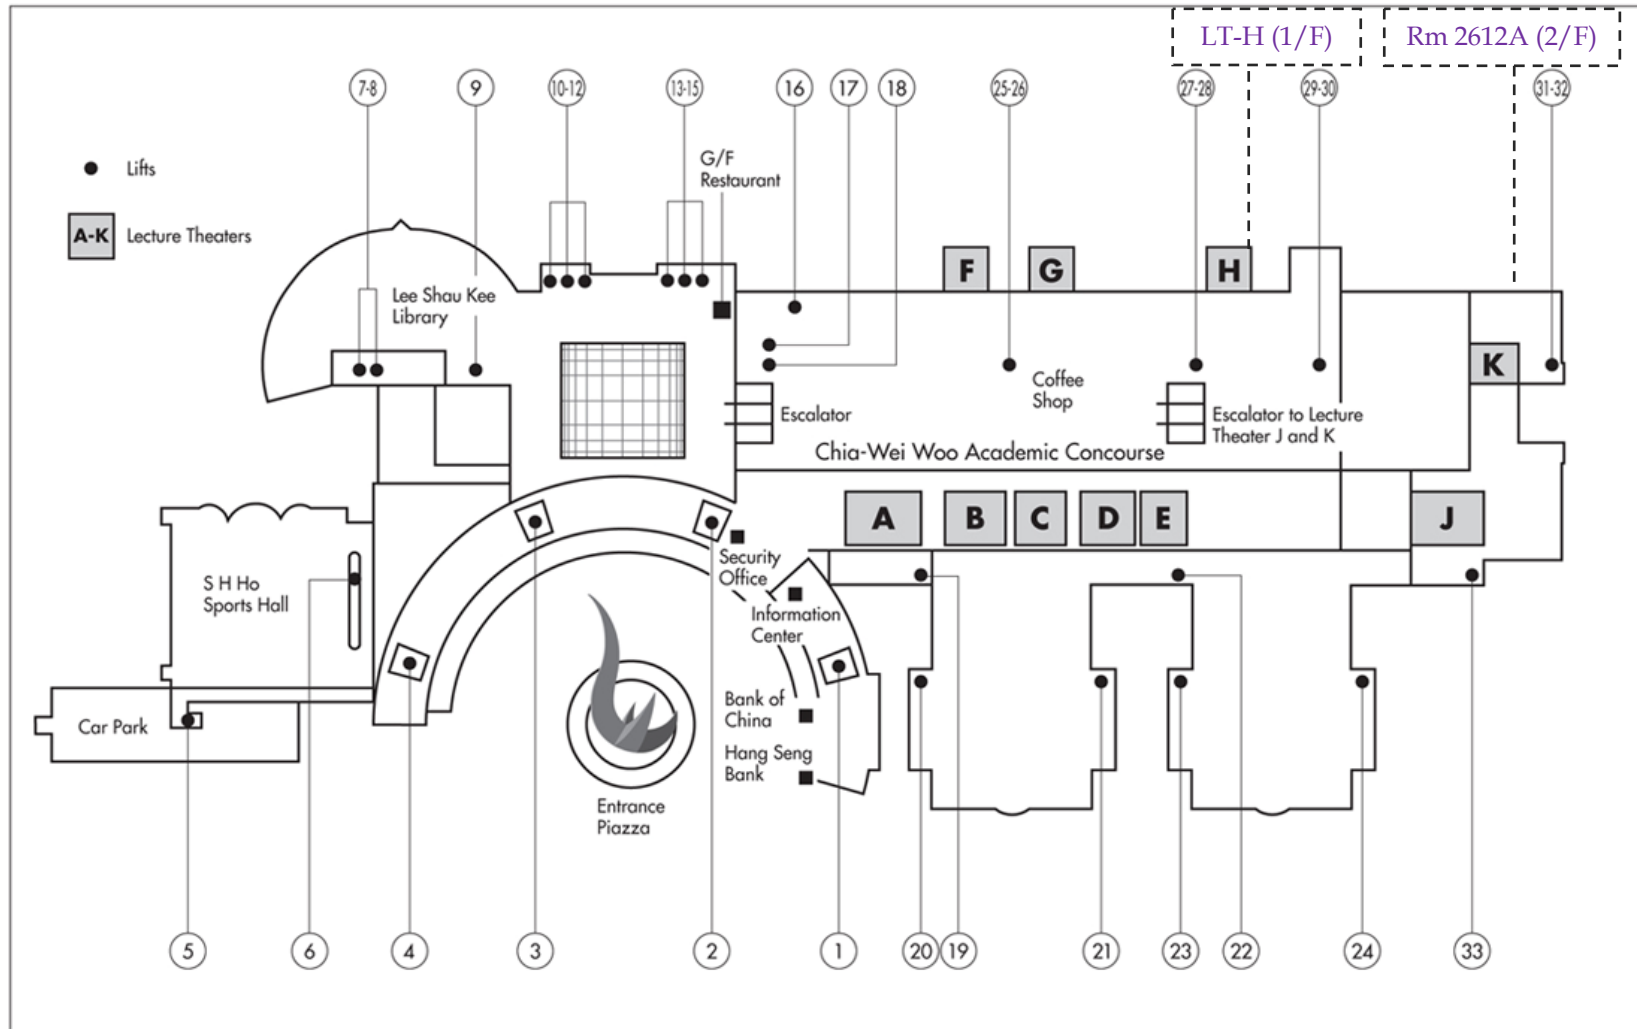 LT-H (1/F)
Rm 2612A (2/F)
7-8
9
10-12
13-15
16
17
18
25-26
27-28
29-30
31-32
Lifts
A-K
Lecture Theaters
G/F
Restaurant
Lee Shau Kee
Library
F
G
H
K
Coffee
Shop
Escalator
Escalator to Lecture
Theater J and K
Chia-Wei Woo Academic Concourse
A
B
C
D
E
J
Security
Office
Information
Center
S H Ho
Sports Hall
Bank of
China
Hang Seng
Bank
Car Park
Entrance
Piazza
5
6
4
3
2
1
20
19
21
23
22
24
33